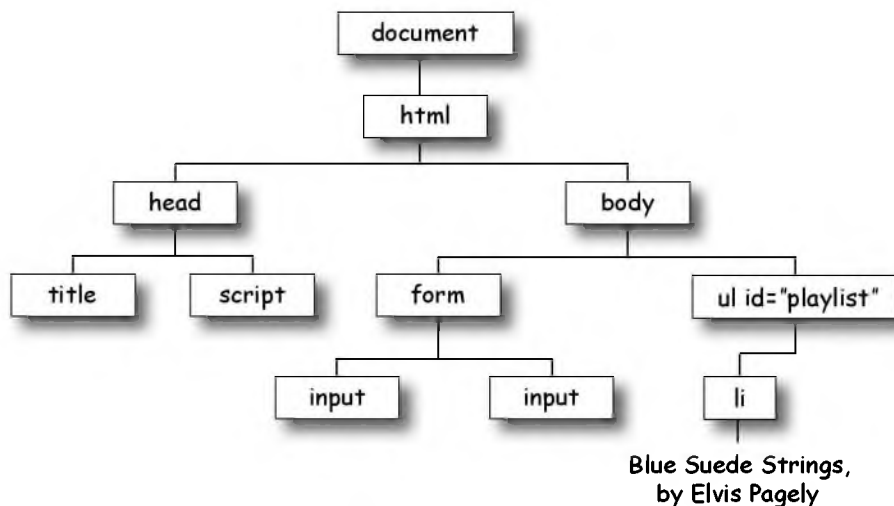 document
html
head
body
title
script
form
ul id="playlist"
input
input
li
Blue Suede Strings,
by Elvis Pagely